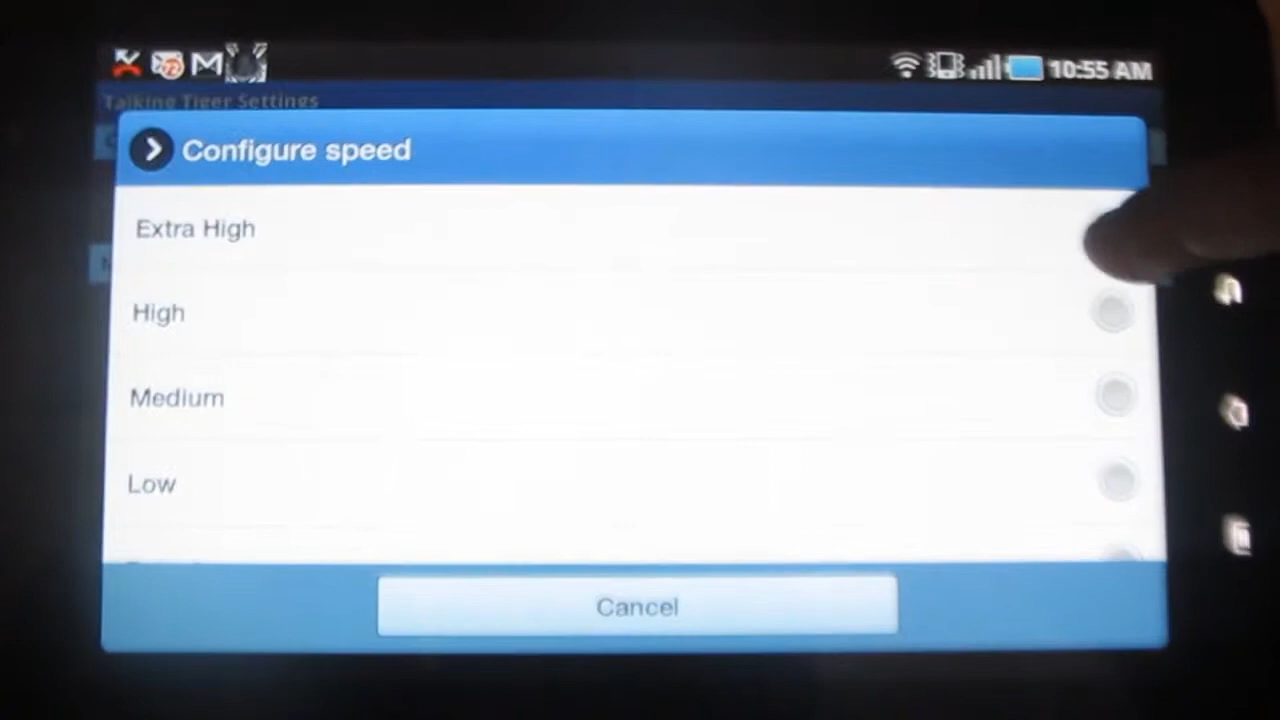 10:55 AM
Talking Tiger Settings
Configure speed
Extra High
High
Medium
Low
Cancel